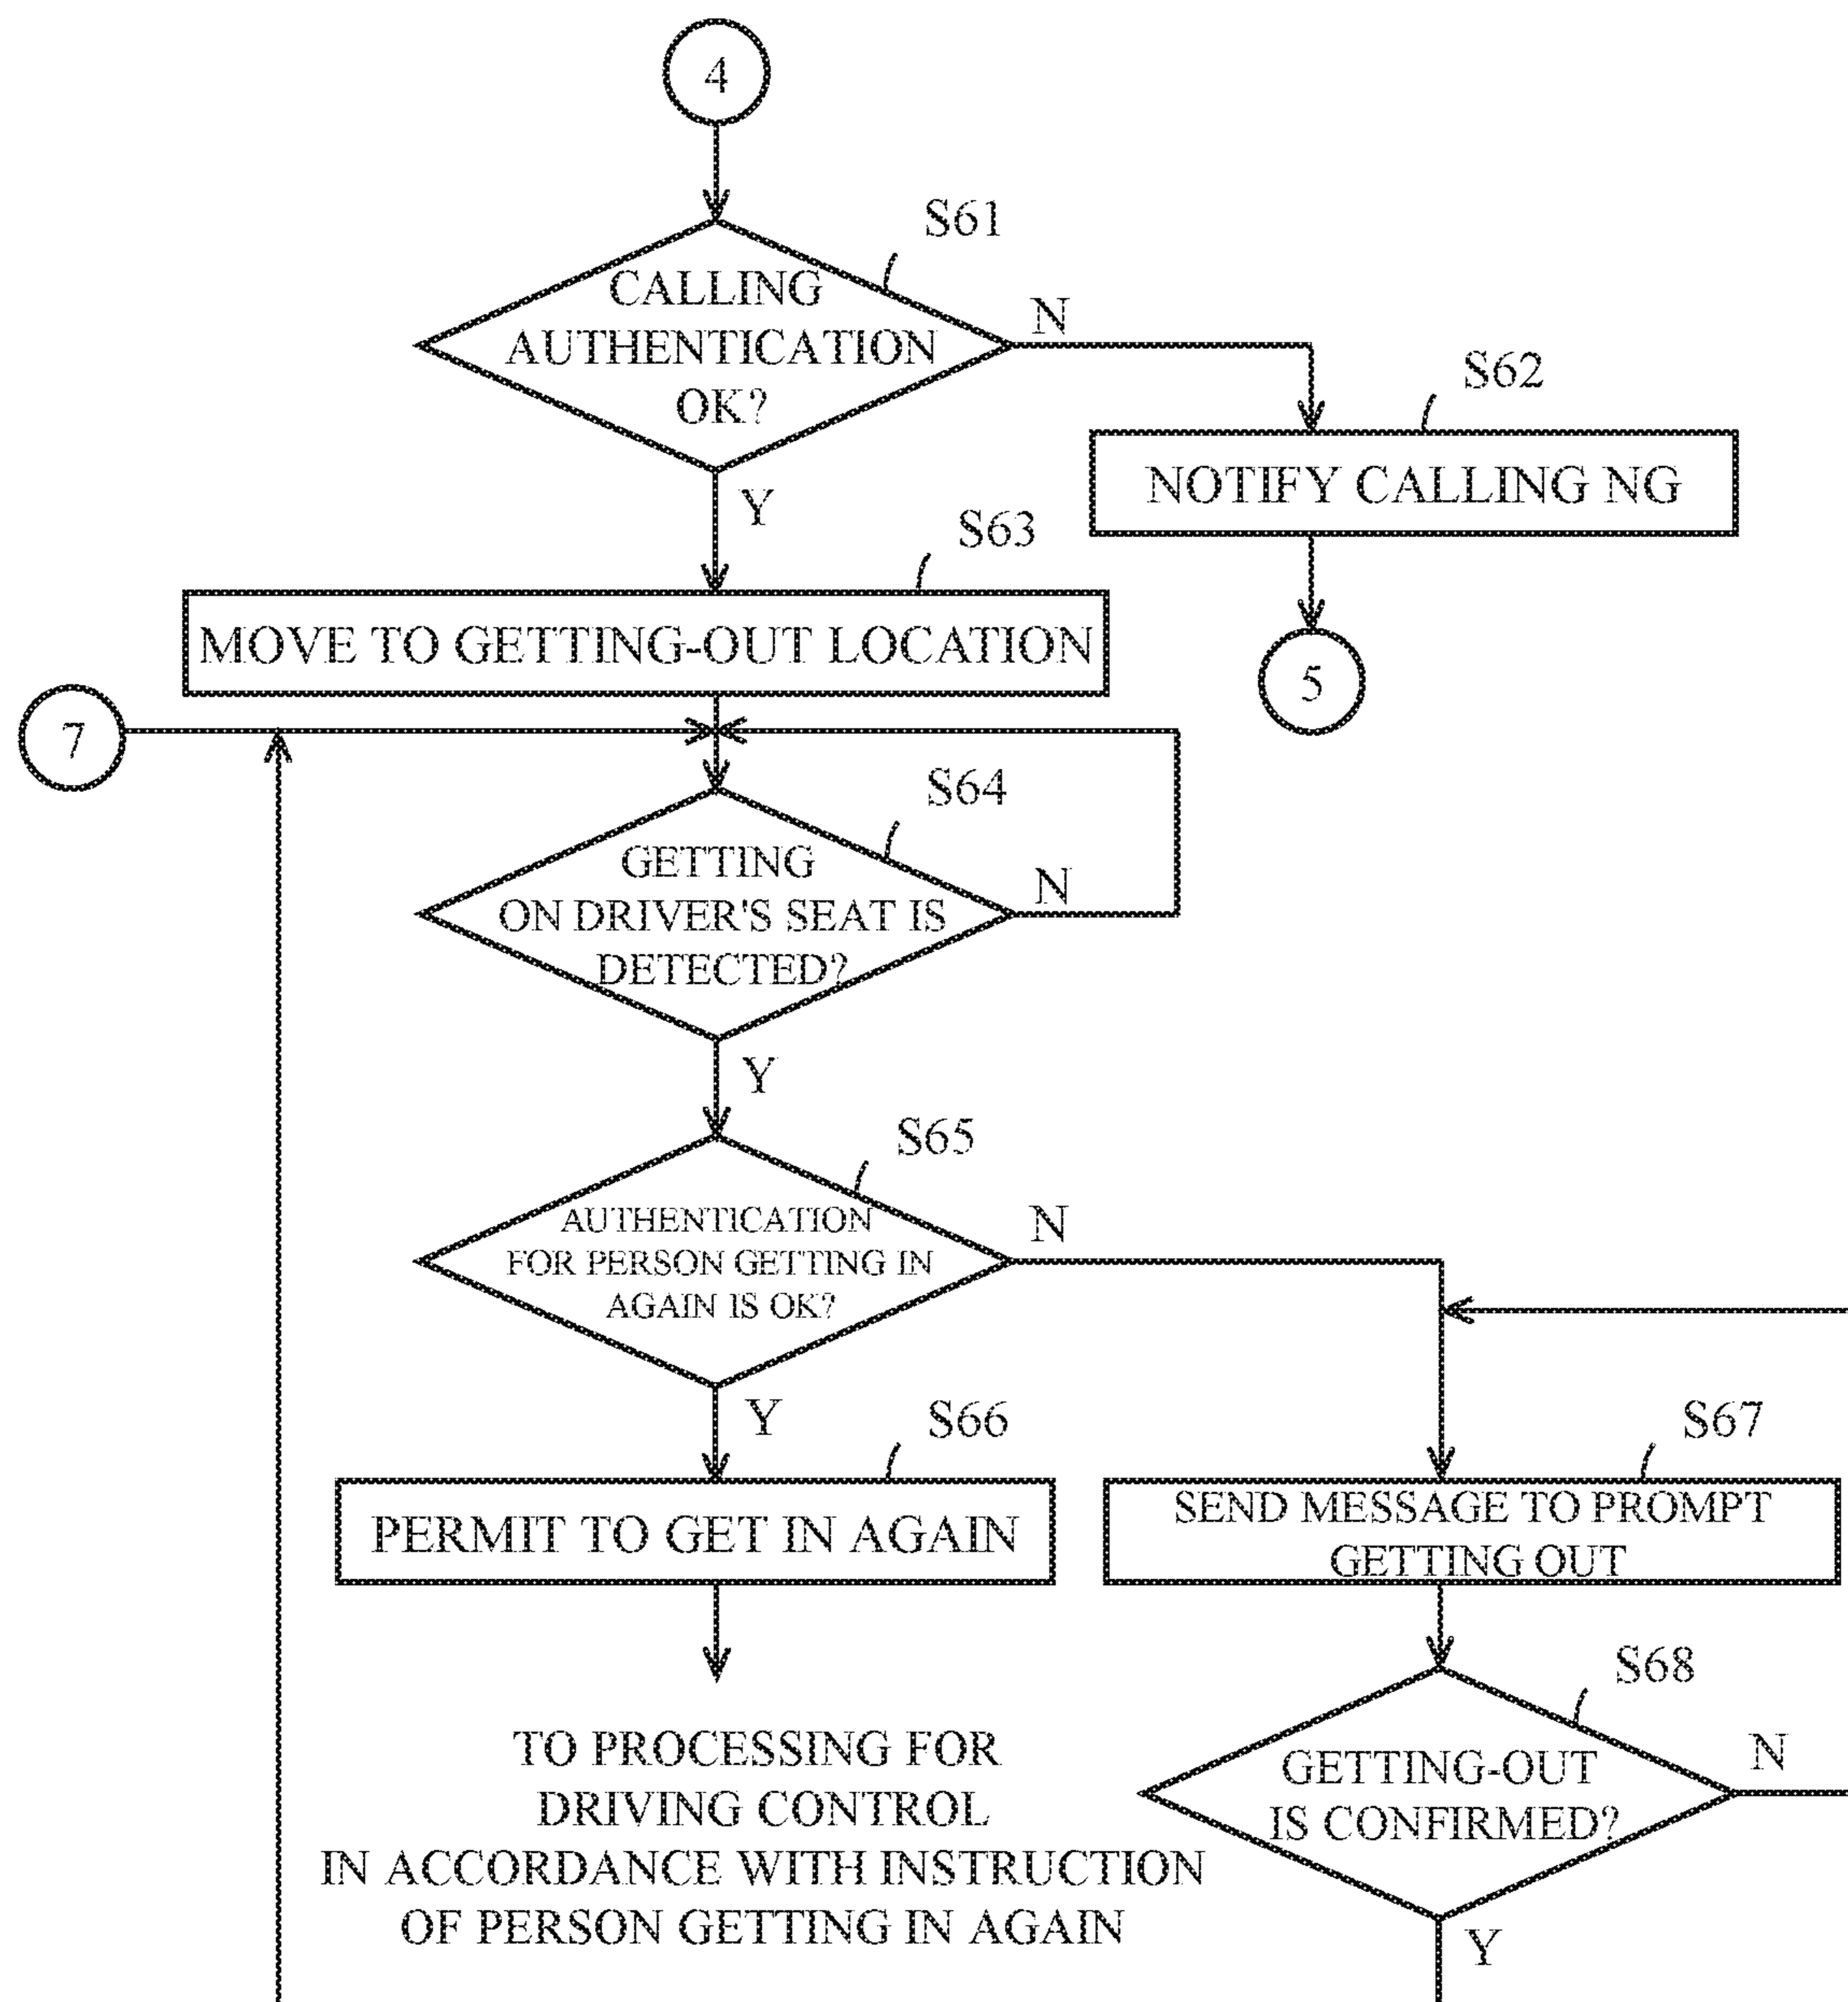 4
S61
CALLING
AUTHENTICATION
OK?
N
Y
S62
NOTIFY CALLING NG
5
S63
MOVE TO GETTING-OUT LOCATION
7
S64
GETTING
ON DRIVER'S SEAT IS
DETECTED?
N
Y
S65
AUTHENTICATION
FOR PERSON GETTING IN
AGAIN IS OK?
N
Y
S66
PERMIT TO GET IN AGAIN
S67
SEND MESSAGE TO PROMPT
GETTING OUT
TO PROCESSING FOR
DRIVING CONTROL
IN ACCORDANCE WITH INSTRUCTION
OF PERSON GETTING IN AGAIN
S68
GETTING-OUT
IS CONFIRMED?
N
Y